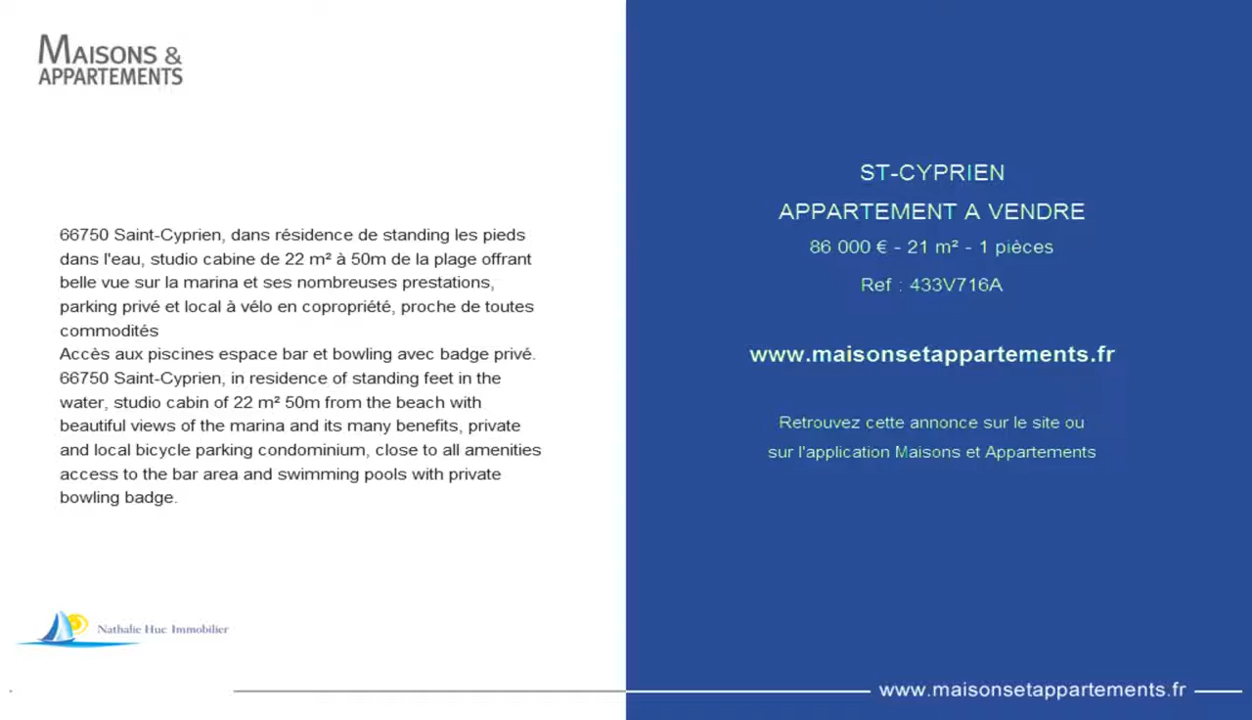 MAISONS &
APPARTEMENTS
66750 Saint-Cyprien, dans résidence de standing les pieds
dans l'eau, studio cabine de 22 m² à 50m de la plage offrant
belle vue sur la marina et ses nombreuses prestations,
parking privé et local à vélo en copropriété, proche de toutes
commodités
Accès aux piscines espace bar et bowling avec badge privé.
66750 Saint-Cyprien, in residence of standing feet in the
water, studio cabin of 22 m² 50m from the beach with
beautiful views of the marina and its many benefits, private
and local bicycle parking condominium, close to all amenities
access to the bar area and swimming pools with private
bowling badge.
Nathalie Huc Immobilier
ST-CYPRIEN
APPARTEMENT A VENDRE
86 000 € - 21 m² - 1 pièces
Ref : 433V716A
www.maisonsetappartements.fr
Retrouvez cette annonce sur le site ou
sur l'application Maisons et Appartements
www.maisonsetappartements.fr